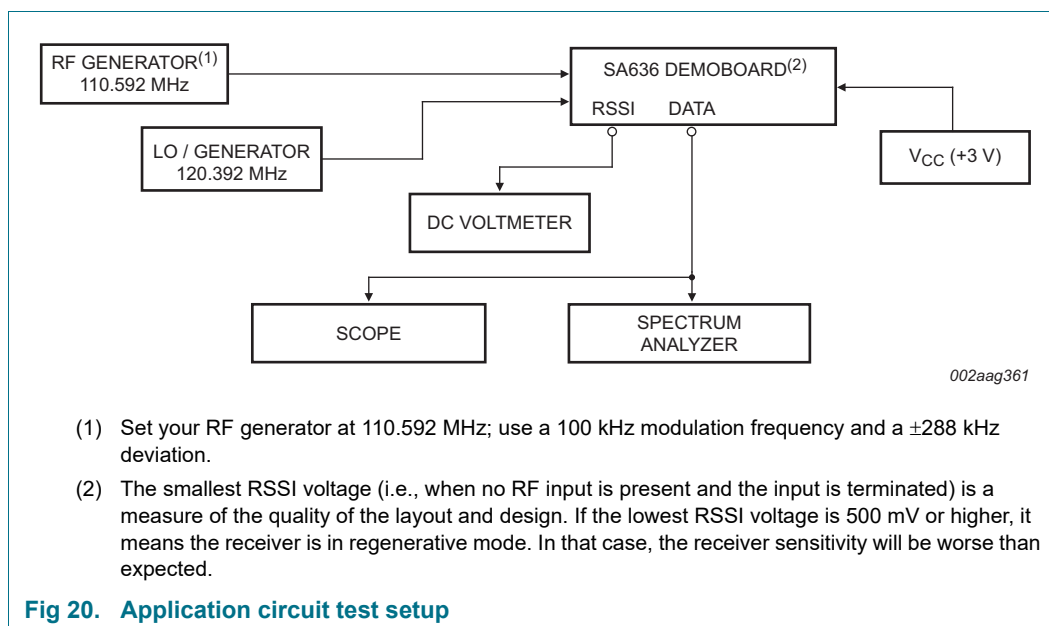 RF GENERATOR(1)
110.592 MHz
SA636 DEMOBOARD(2)
RSSI DATA
LO / GENERATOR
120.392 MHz
VCC (+3 V)
DC VOLTMETER
SCOPE
SPECTRUM
ANALYZER
002aag361
(1) Set your RF generator at 110.592 MHz; use a 100 kHz modulation frequency and a ±288 kHz
deviation.
(2) The smallest RSSI voltage (i.e., when no RF input is present and the input is terminated) is a
measure of the quality of the layout and design. If the lowest RSSI voltage is 500 mV or higher, it
means the receiver is in regenerative mode. In that case, the receiver sensitivity will be worse than
expected.
Fig 20. Application circuit test setup